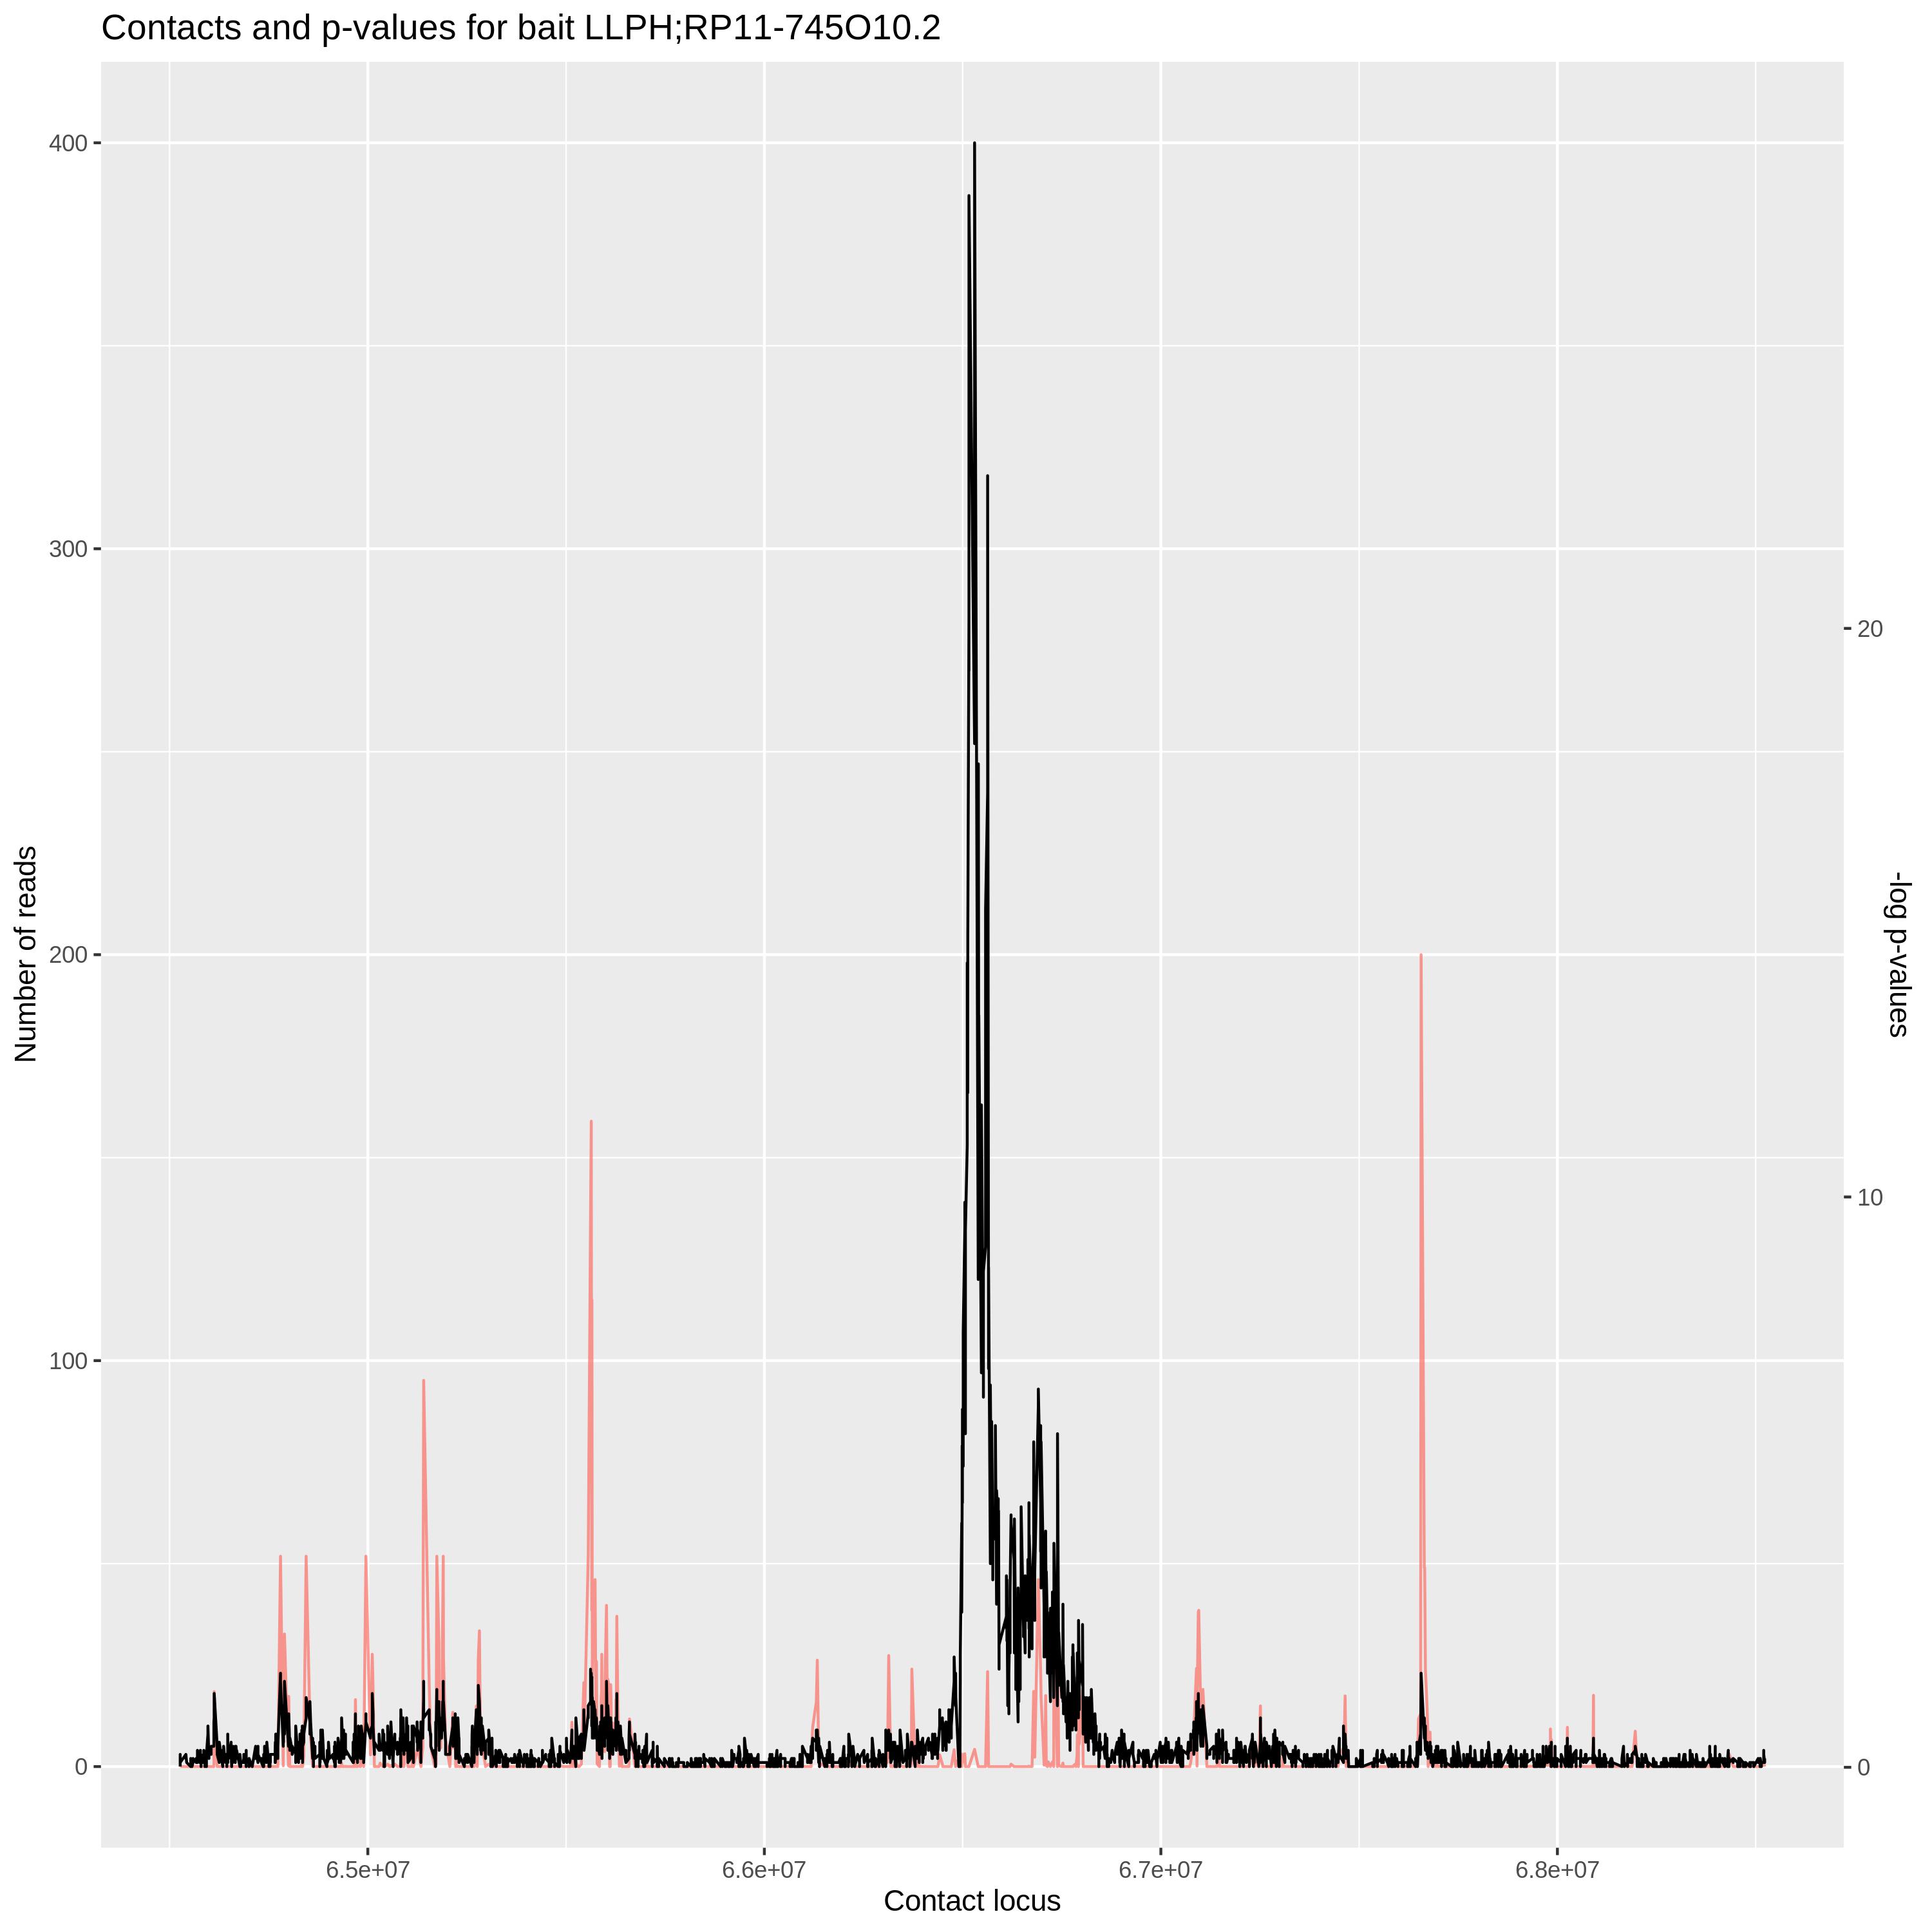 Contacts and p-values for bait LLPH;RP11-745O10.2
400
300
200
100
0
Number of reads
20
10
0
-log p-values
6.5e+07
6.6e+07
6.7e+07
6.8e+07
Contact locus